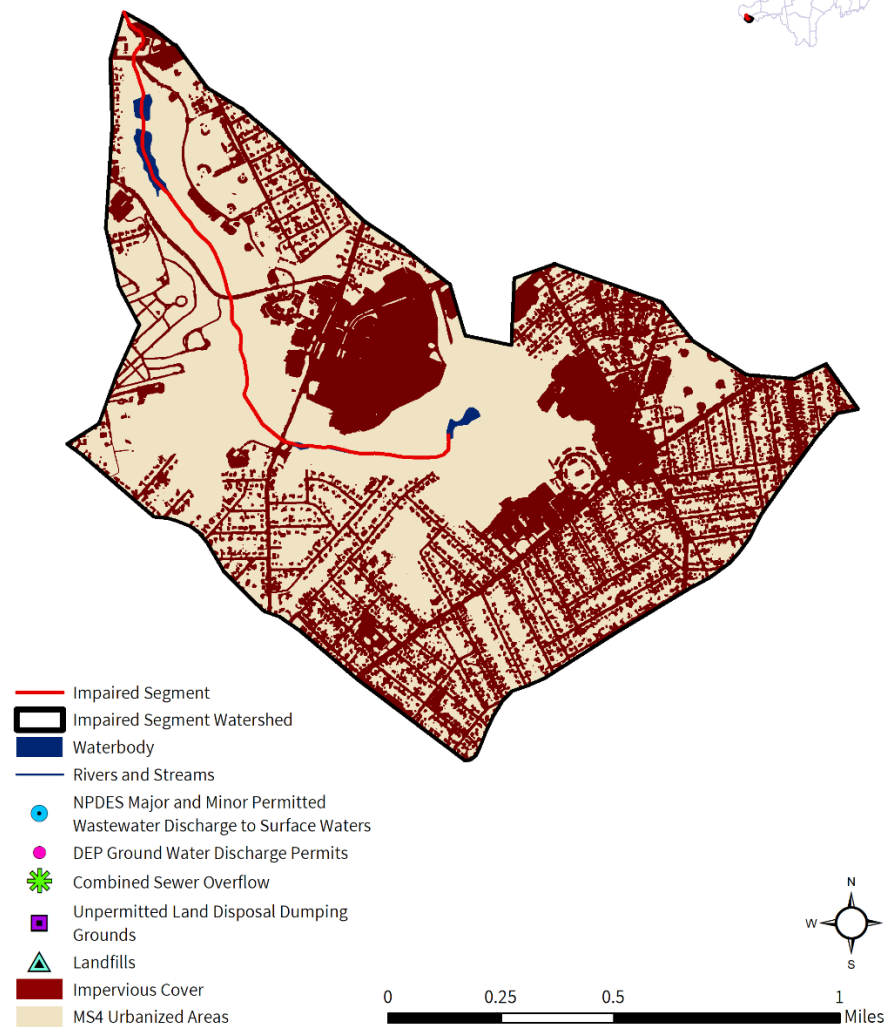 Impaired Segment
Impaired Segment Watershed
Waterbody
Rivers and Streams
NPDES Major and Minor Permitted
Wastewater Discharge to Surface Waters
DEP Ground Water Discharge Permits
Combined Sewer Overflow
Unpermitted Land Disposal Dumping
Grounds
Landfills
Impervious Cover
MS4 Urbanized Areas
N
W
S
0 0.25 0.5 1
Miles